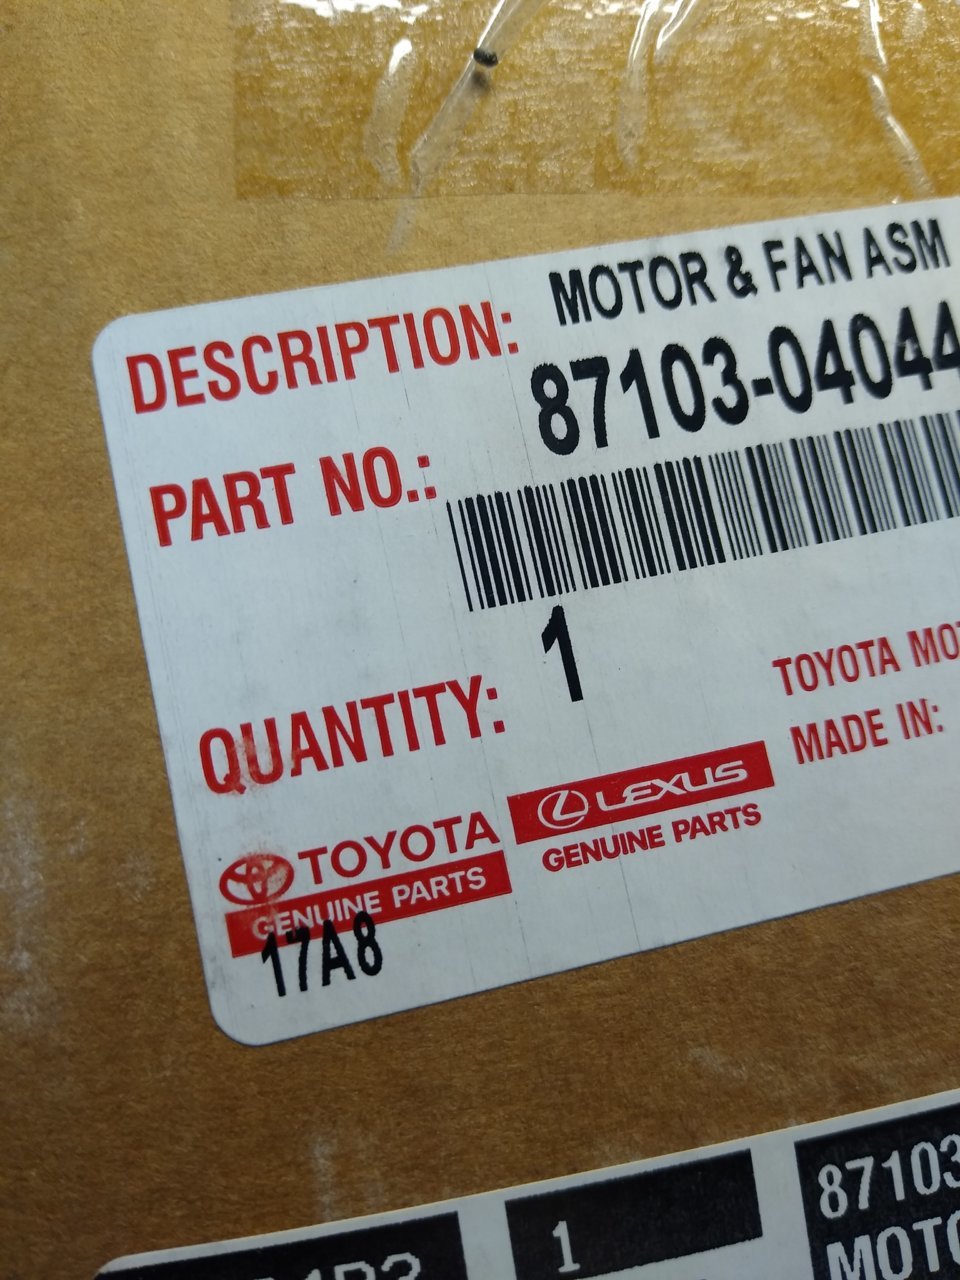 DESCRIPTION: MOTOR & FAN ASM
PART NO.: 87103-04044
QUANTITY: 1
TOYOTA MOT
MADE IN:
TOYOTA
GENUINE PARTS
LEXUS
GENUINE PARTS
17A8
1
87103
MOTO